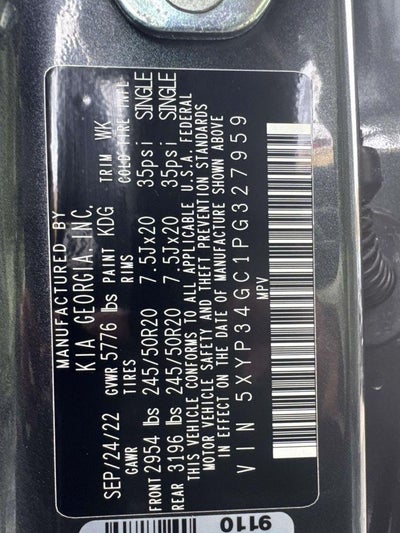 MANUFACTURED BY
KIA GEORGIA, INC.
SEP/24/22 GVWR 5776 lbs PAINT KDG TRIM WK
GAWR TIRES RIMS COLD TIRE INFL
FRONT 2954 lbs 245/50R20 7.5Jx20 35psi SINGLE
REAR 3196 lbs 245/50R20 7.5Jx20 35psi SINGLE
THIS VEHICLE CONFORMS TO ALL APPLICABLE U.S.A. FEDERAL
MOTOR VEHICLE SAFETY AND THEFT PREVENTION STANDARDS
IN EFFECT ON THE DATE OF MANUFACTURE SHOWN ABOVE
VIN 5XYP34GC1PG327959
MPV
9110